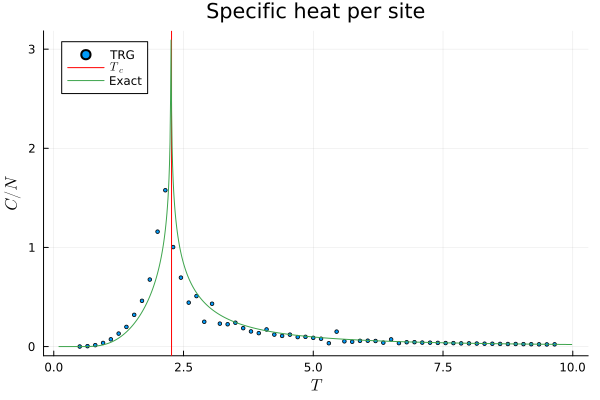 Specific heat per site
TRG
T_c
Exact
C/N
3
2
1
0
0.0 2.5 5.0 7.5 10.0
T